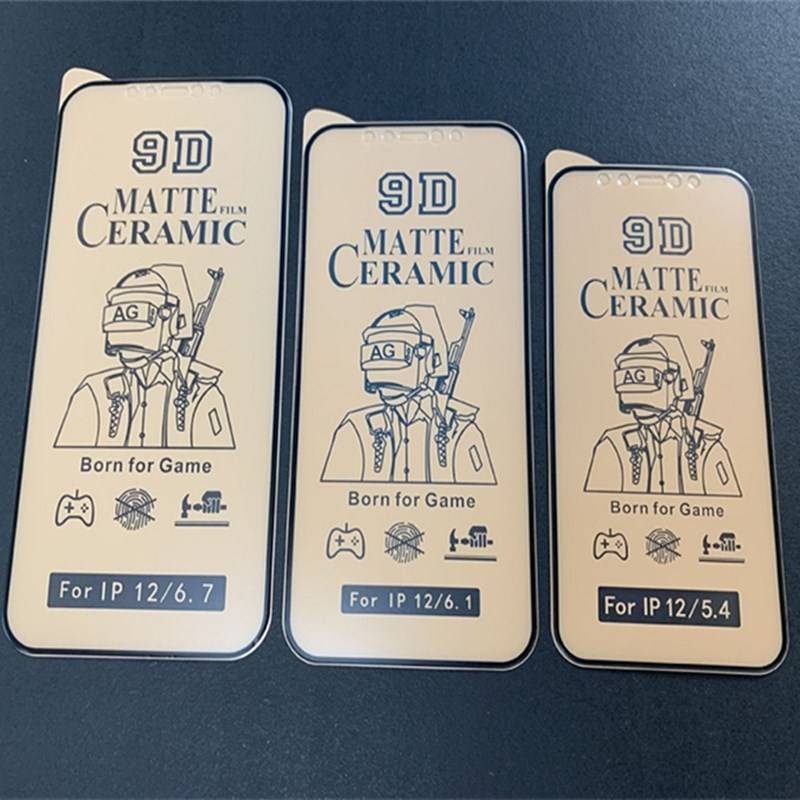 9D
MATTE FILM
CERAMIC
AG
Born for Game
For IP 12/6.7
9D
MATTE FILM
CERAMIC
AG
Born for Game
For IP 12/6.1
9D
MATTE FILM
CERAMIC
AG
Born for Game
For IP 12/5.4